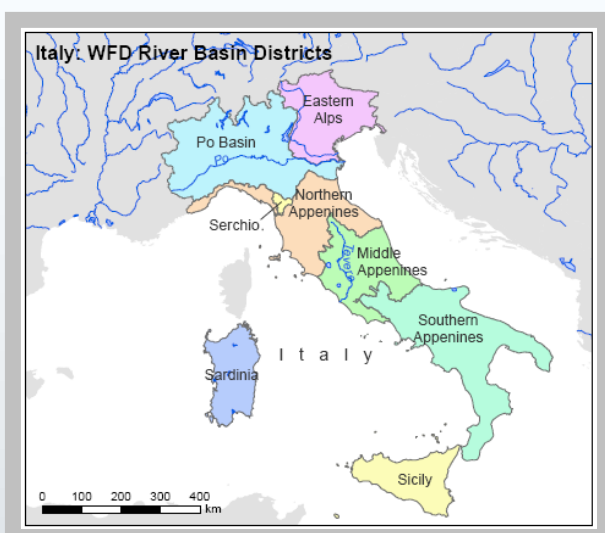 Italy: WFD River Basin Districts
Eastern
Alps
Po Basin
Po
Northern
Appenines
Serchio
Tevere
Middle
Appenines
Southern
Appenines
Italy
Sardinia
Sicily
0 100 200 300 400
km